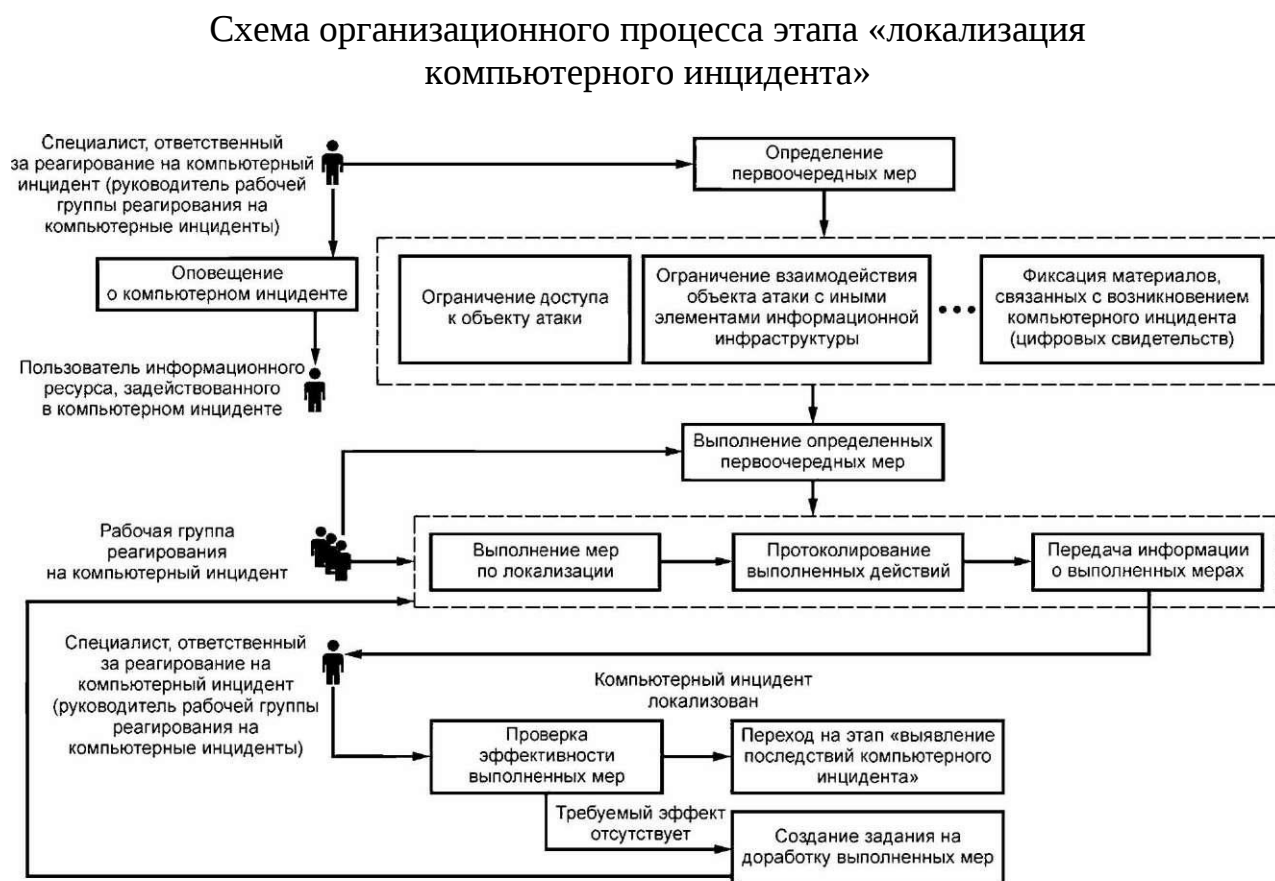 Схема организационного процесса этапа «локализация
компьютерного инцидента»
Специалист, ответственный
за реагирование на компьютерный
инцидент (руководитель рабочей
группы реагирования на
компьютерные инциденты)
Определение
первоочередных мер
Оповещение
о компьютерном инциденте
Ограничение доступа
к объекту атаки
Ограничение взаимодействия
объекта атаки с иными
элементами информационной
инфраструктуры
Фиксация материалов,
связанных с возникновением
компьютерного инцидента
(цифровых свидетельств)
Пользователь информационного
ресурса, задействованного
в компьютерном инциденте
Выполнение определенных
первоочередных мер
Рабочая группа
реагирования
на компьютерный инцидент
Выполнение мер
по локализации
Протоколирование
выполненных действий
Передача информации
о выполненных мерах
Специалист, ответственный
за реагирование на
компьютерный инцидент
(руководитель рабочей группы
реагирования на
компьютерные инциденты)
Компьютерный инцидент
локализован
Проверка
эффективности
выполненных мер
Переход на этап «выявление
последствий компьютерного
инцидента»
Требуемый эффект
отсутствует
Создание задания на
доработку выполненных мер